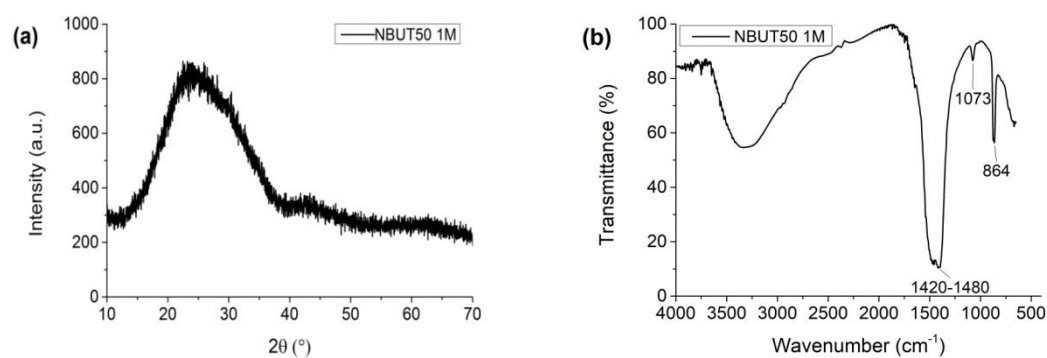 (a)
NBUT50 1M
Intensity (a.u.)
1000
800
600
400
200
0
10 20 30 40 50 60 70
2θ (°)
(b)
NBUT50 1M
Transmittance (%)
100
80
60
40
20
0
1073
864
1420-1480
4000 3500 3000 2500 2000 1500 1000 500
Wavenumber (cm⁻¹)